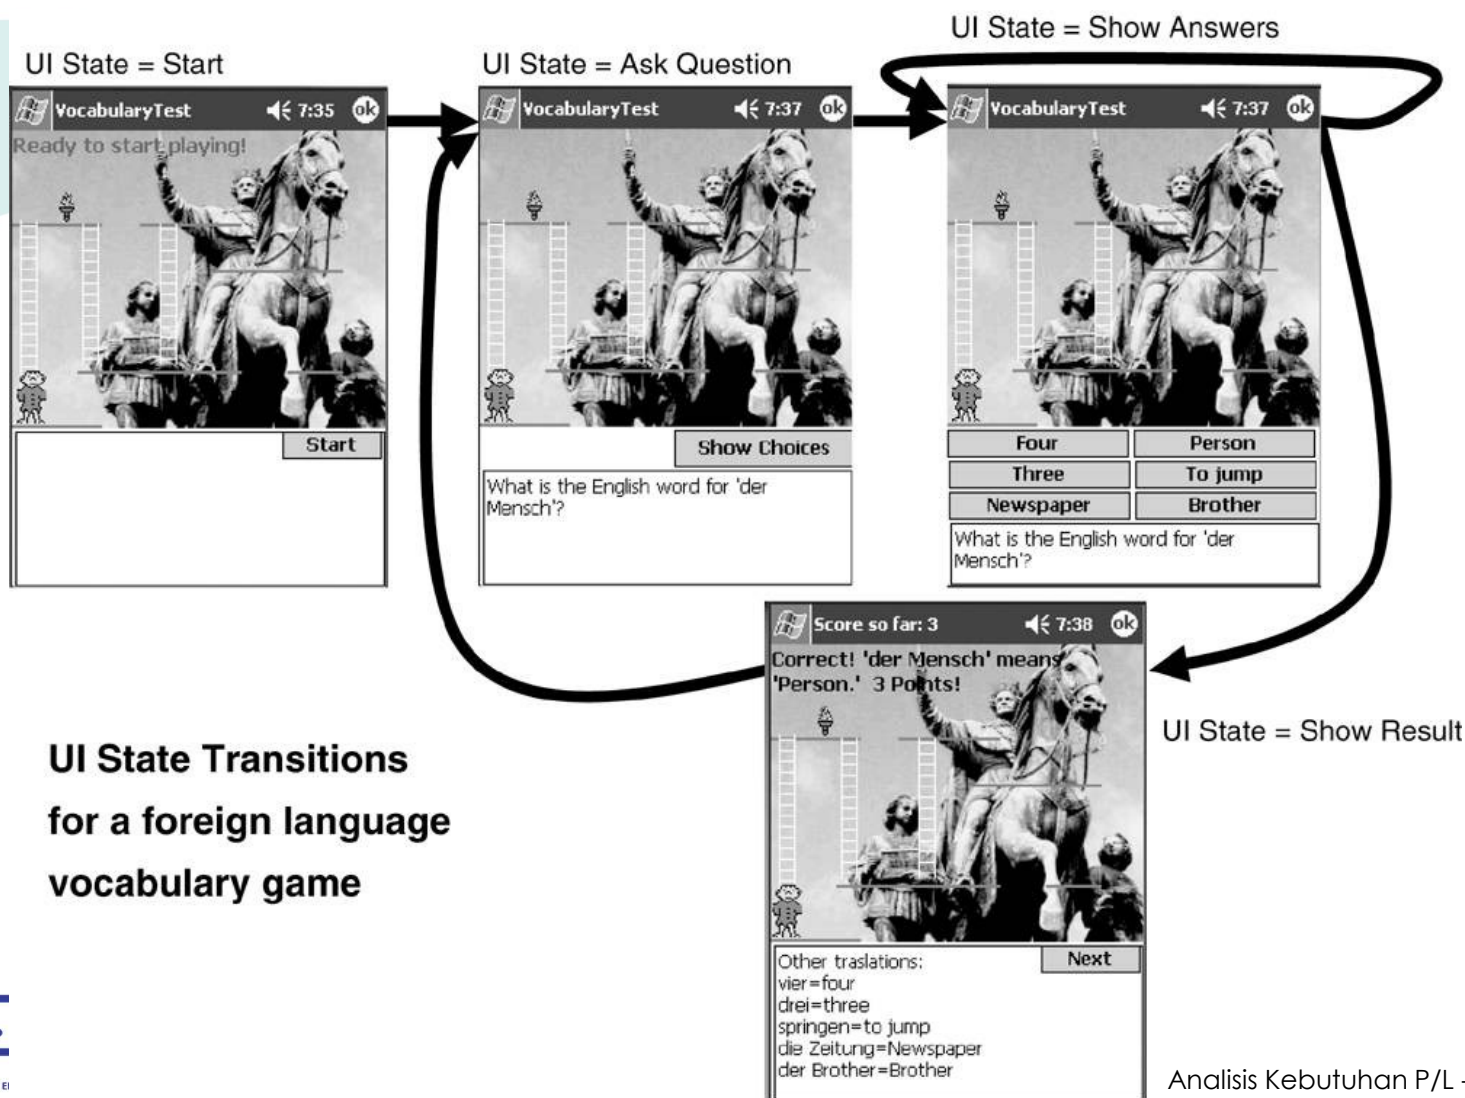 UI State = Start
VocabularyTest 7:35 ok
Ready to start playing!
Start
UI State = Ask Question
VocabularyTest 7:37 ok
Show Choices
What is the English word for 'der
Mensch'?
UI State = Show Answers
VocabularyTest 7:37 ok
Four Person
Three To jump
Newspaper Brother
What is the English word for 'der
Mensch'?
Score so far: 3 7:38 ok
Correct! 'der Mensch' means
'Person.' 3 Points!
Next
Other traslations:
vier=four
drei=three
springen=to jump
die Zeitung=Newspaper
der Brother=Brother
UI State = Show Result
UI State Transitions
for a foreign language
vocabulary game
Analisis Kebutuhan P/L -